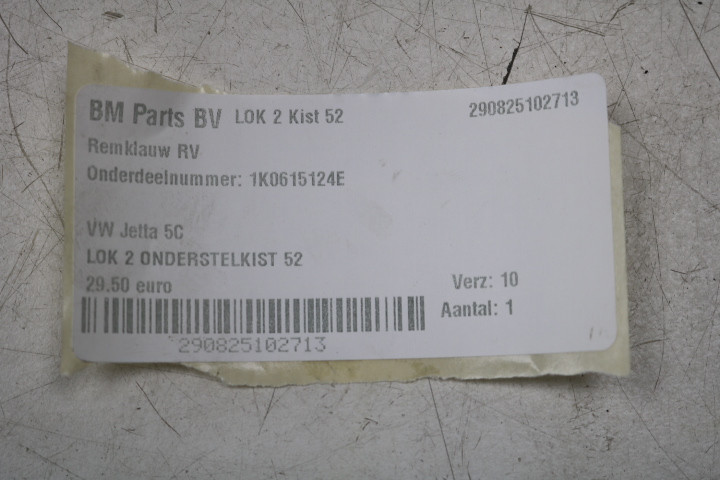 BM Parts BV LOK 2 Kist 52 290825102713
Remklauw RV
Onderdeelnummer: 1K0615124E
VW Jetta 5C
LOK 2 ONDERSTELKIST 52
29.50 euro Verz: 10
Aantal: 1
290825102713